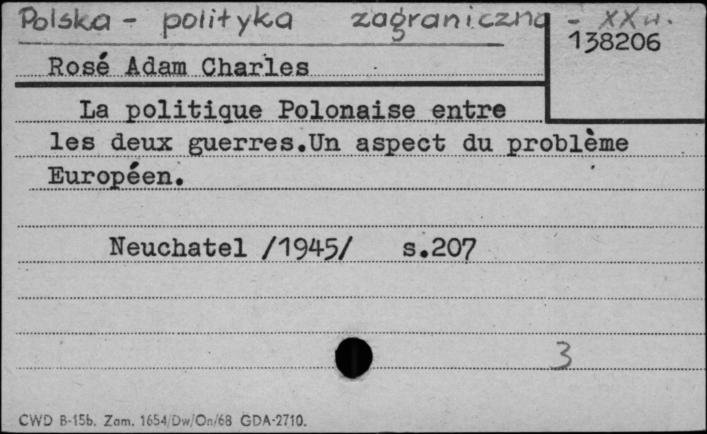 Polska - polityka zagraniczna - XX w.
138206
Rosé Adam Charles
La politique Polonaise entre
les deux guerres.Un aspect du problème
Européen.
Neuchatel /1945/ s.207
3
CWD B-15b. Zam. 1654/Dw/On/68 GDA-2710.